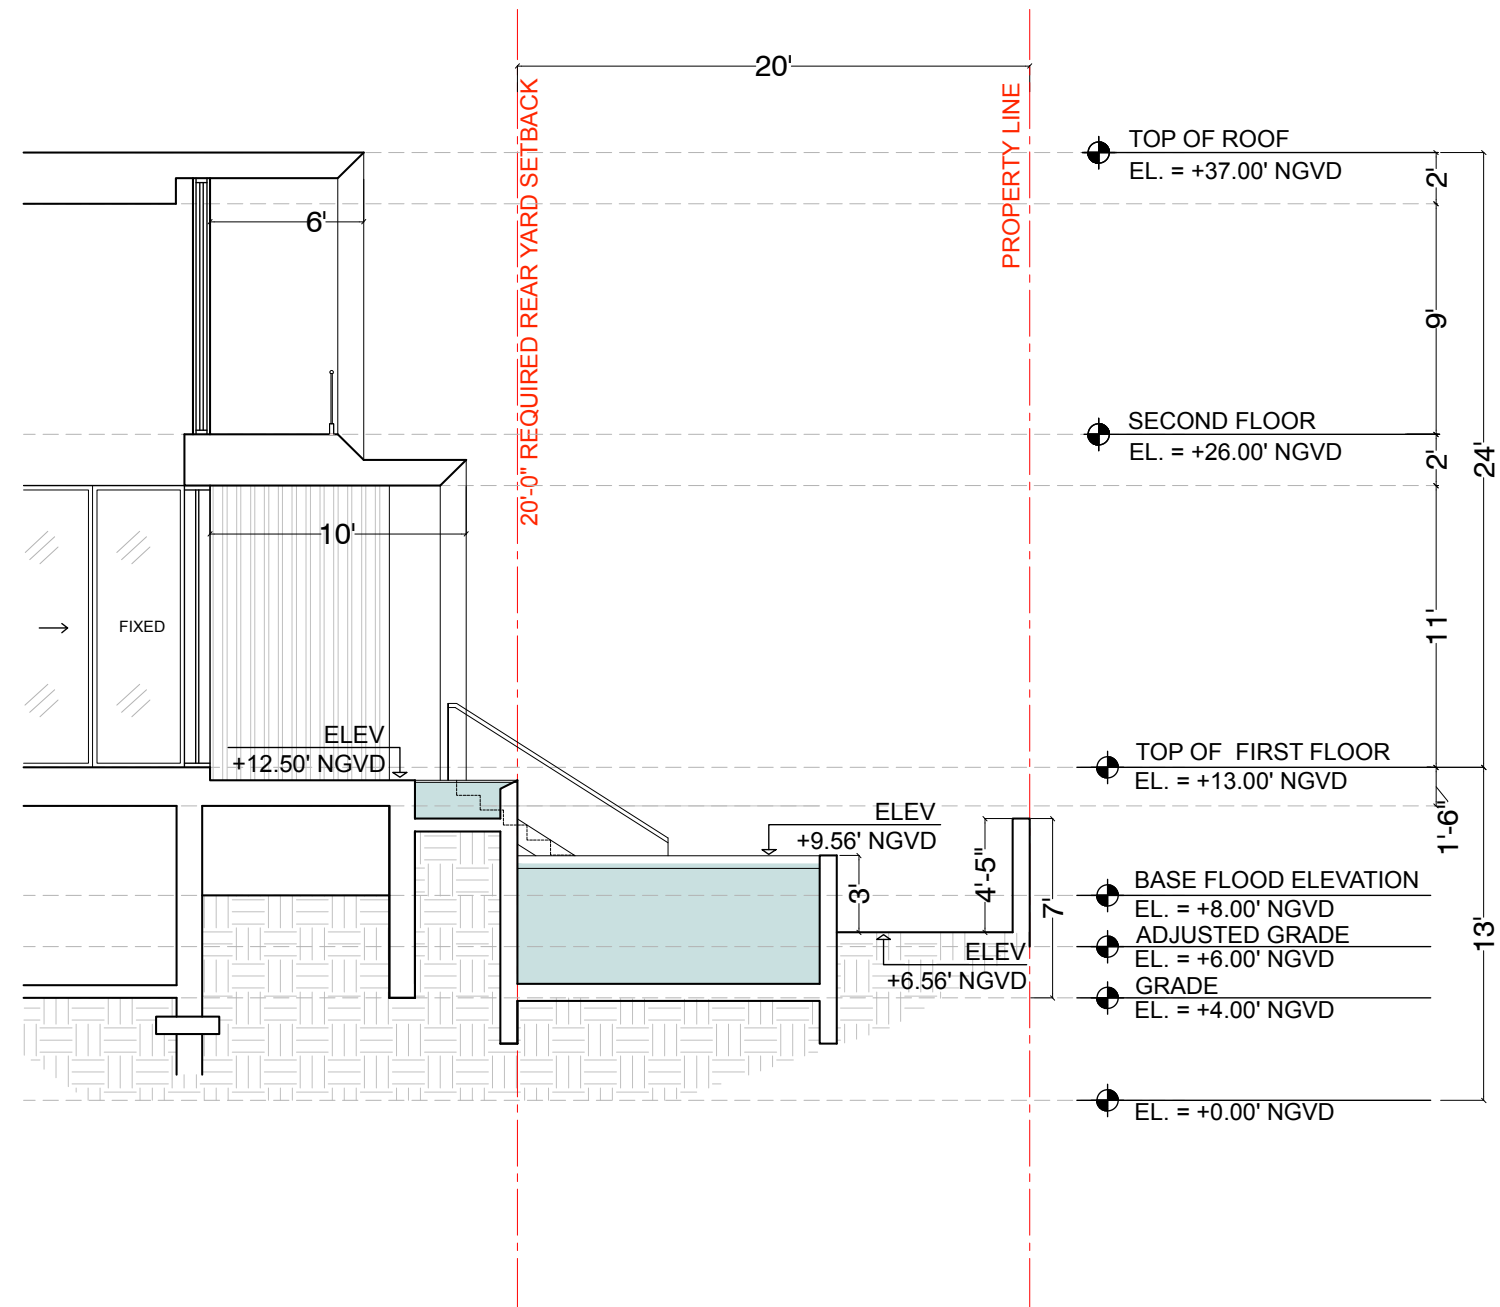 20'
20'-0" REQUIRED REAR YARD SETBACK
PROPERTY LINE
TOP OF ROOF
EL. = +37.00' NGVD
2'
6'
9'
SECOND FLOOR
EL. = +26.00' NGVD
2'
24'
10'
11'
FIXED
ELEV
+12.50' NGVD
TOP OF FIRST FLOOR
EL. = +13.00' NGVD
1'-6"
ELEV
+9.56' NGVD
3'
4'-5"
7'
BASE FLOOD ELEVATION
EL. = +8.00' NGVD
ADJUSTED GRADE
EL. = +6.00' NGVD
13'
ELEV
+6.56' NGVD
GRADE
EL. = +4.00' NGVD
EL. = +0.00' NGVD